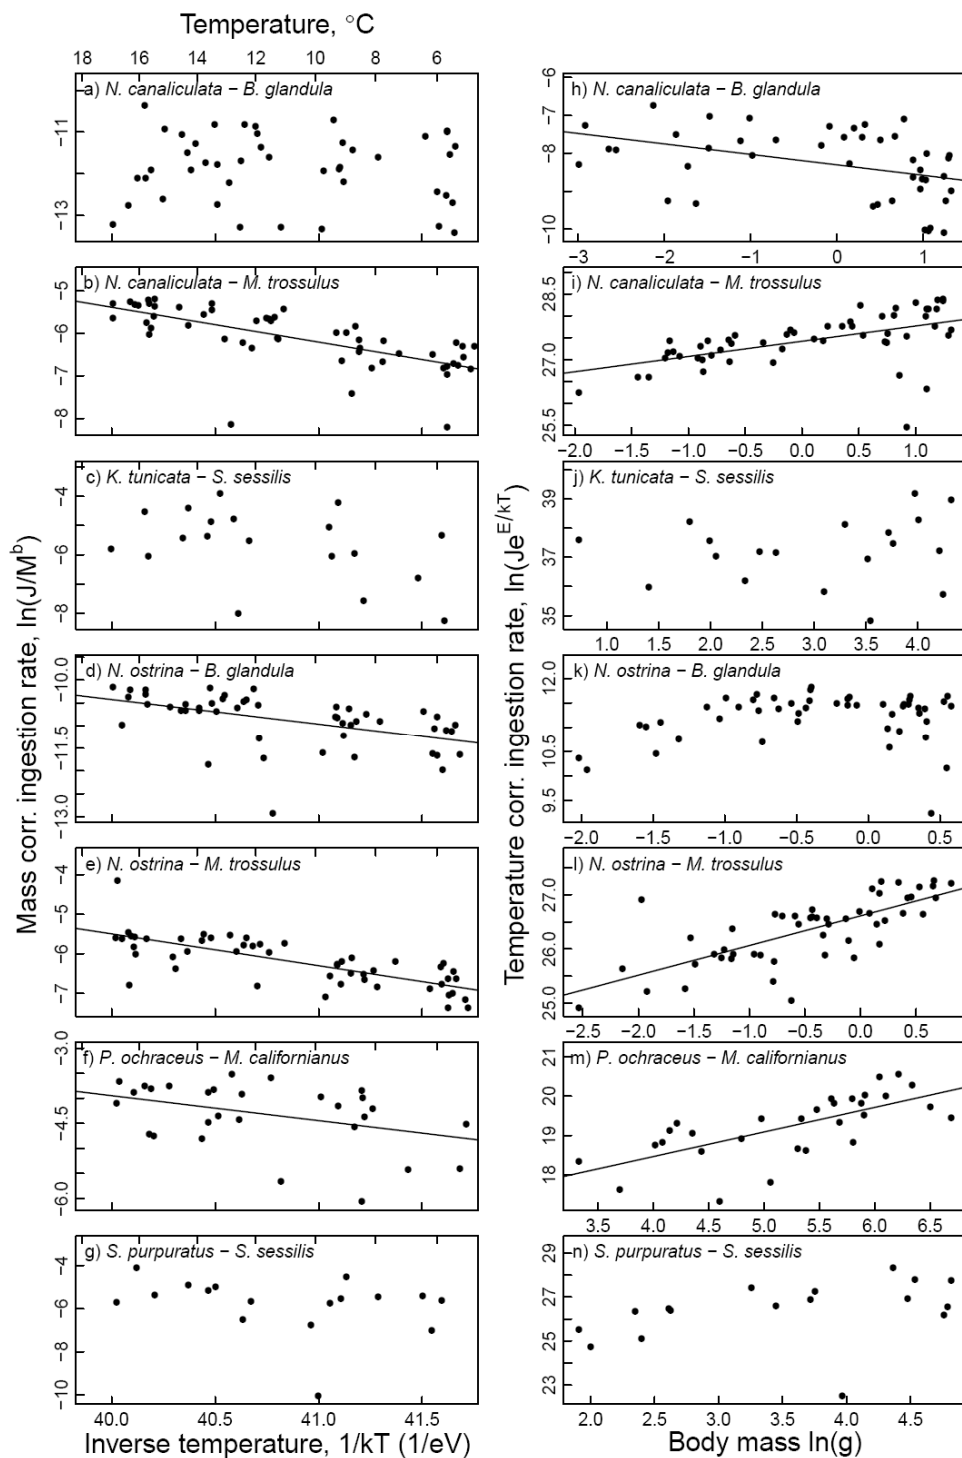 Temperature, °C
18 16 14 12 10 8 6
a) N. canaliculata − B. glandula
−11
−13
b) N. canaliculata − M. trossulus
−5
−6
−7
−8
c) K. tunicata − S. sessilis
−4
−6
−8
d) N. ostrina − B. glandula
−10.0
−11.5
−13.0
e) N. ostrina − M. trossulus
−4
−5
−6
−7
f) P. ochraceus − M. californianus
−3.0
−4.5
−6.0
g) S. purpuratus − S. sessilis
−4
−6
−8
−10
40.0 40.5 41.0 41.5
Inverse temperature, 1/kT (1/eV)
Mass corr. ingestion rate, ln(J/M^b)
h) N. canaliculata − B. glandula
−6
−8
−10
−3 −2 −1 0 1
i) N. canaliculata − M. trossulus
28.5
27.0
25.5
−2.0 −1.5 −1.0 −0.5 0.0 0.5 1.0
j) K. tunicata − S. sessilis
39
37
35
1.0 1.5 2.0 2.5 3.0 3.5 4.0
k) N. ostrina − B. glandula
12.0
10.5
9.5
−2.0 −1.5 −1.0 −0.5 0.0 0.5
l) N. ostrina − M. trossulus
27.0
26.0
25.0
−2.5 −2.0 −1.5 −1.0 −0.5 0.0 0.5
m) P. ochraceus − M. californianus
21
20
19
18
3.5 4.0 4.5 5.0 5.5 6.0 6.5
n) S. purpuratus − S. sessilis
29
27
25
23
2.0 2.5 3.0 3.5 4.0 4.5
Body mass ln(g)
Temperature corr. ingestion rate, ln(Je^E/kT)